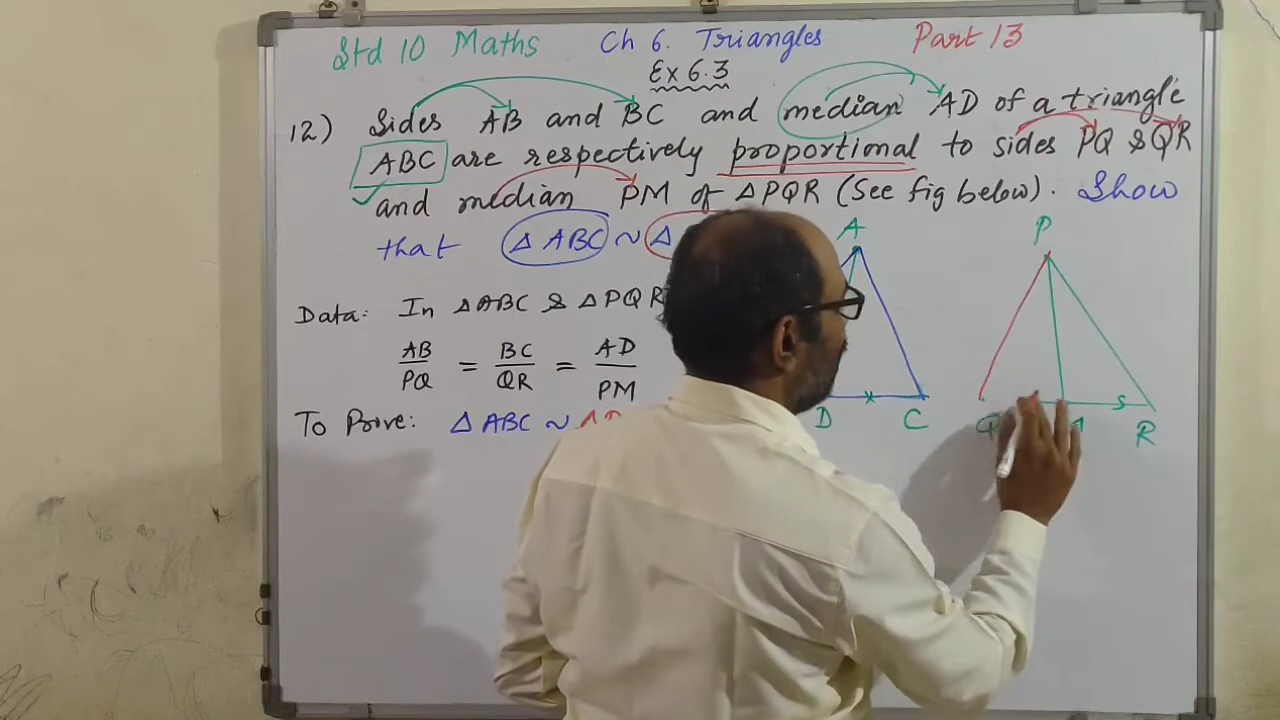 Std 10 Maths Ch 6. Triangles Part 13
Ex 6.3
12) Sides AB and BC and median AD of a triangle
ABC are respectively proportional to sides PQ & QR
and median PM of △PQR (See fig below). Show
that △ABC ~ △
A P
Data: In △ABC & △PQR
AB/PQ = BC/QR = AD/PM
To Prove: △ABC ~
D C Q R